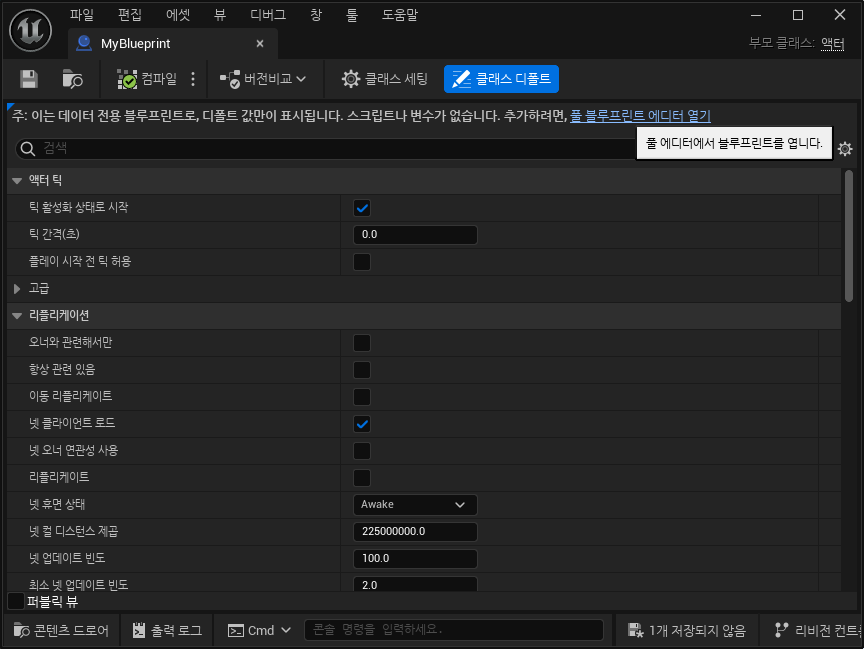 파일 편집 에셋 뷰 디버그 창 툴 도움말
MyBlueprint
부모 클래스: 액터
컴파일 버전비교 클래스 세팅 클래스 디폴트
주: 이는 데이터 전용 블루프린트로, 디폴트 값만이 표시됩니다. 스크립트나 변수가 없습니다. 추가하려면, 풀 블루프린트 에디터 열기
검색
풀 에디터에서 블루프린트를 엽니다.
액터 틱
틱 활성화 상태로 시작
틱 간격(초) 0.0
플레이 시작 전 틱 허용
고급
리플리케이션
오너와 관련해서만
항상 관련 있음
이동 리플리케이트
넷 클라이언트 로드
넷 오너 연관성 사용
리플리케이트
넷 휴면 상태 Awake
넷 컬 디스턴스 제곱 225000000.0
넷 업데이트 빈도 100.0
최소 넷 업데이트 빈도 2.0
퍼블릭 뷰
콘텐츠 드로어 출력 로그 Cmd 콘솔 명령을 입력하세요. 1개 저장되지 않음 리비전 컨트